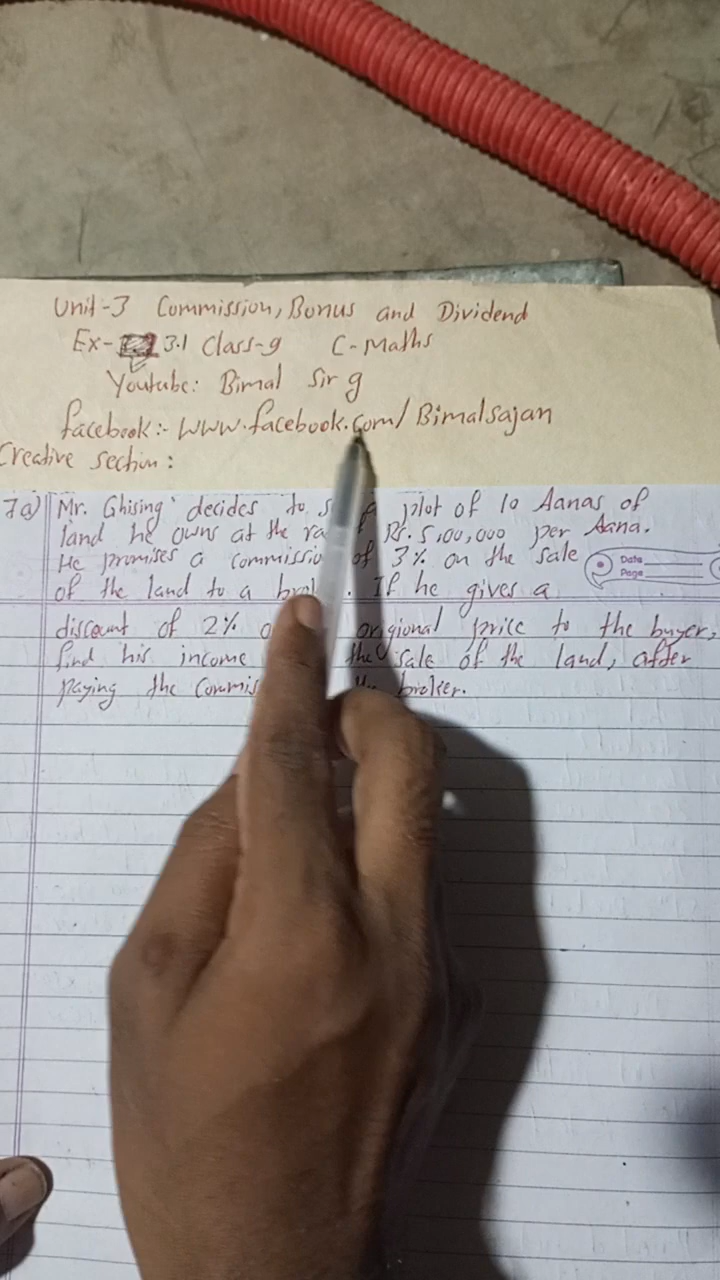 Unit-3 Commission, Bonus and Dividend
Ex- 3.1 Class-9 C-Maths
Youtube: Bimal Sir g
facebook:- www.facebook.com/Bimalsajan
Creative section:
7a) Mr. Ghising decides to plot of 10 Aanas of
land he owns at the Rs. 5,00,000 per Aana.
He promises a of 3% on the sale
Date
Page
of the land to a If he gives a
discount of 2% origional price to the buyer,
find his income the sale of the land, after
paying the broker.